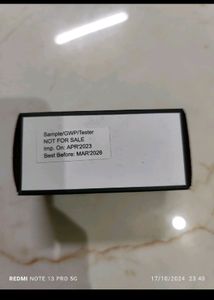 Sample/GWP/Tester
NOT FOR SALE
Imp. On: APR'2023
Best Before: MAR'2026
REDMI NOTE 13 PRO 5G
17/10/2024 23:45